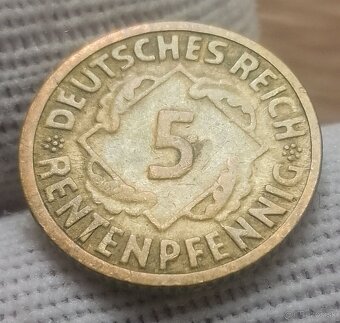 DEUTSCHES REICH
5
RENTENPFENNIG